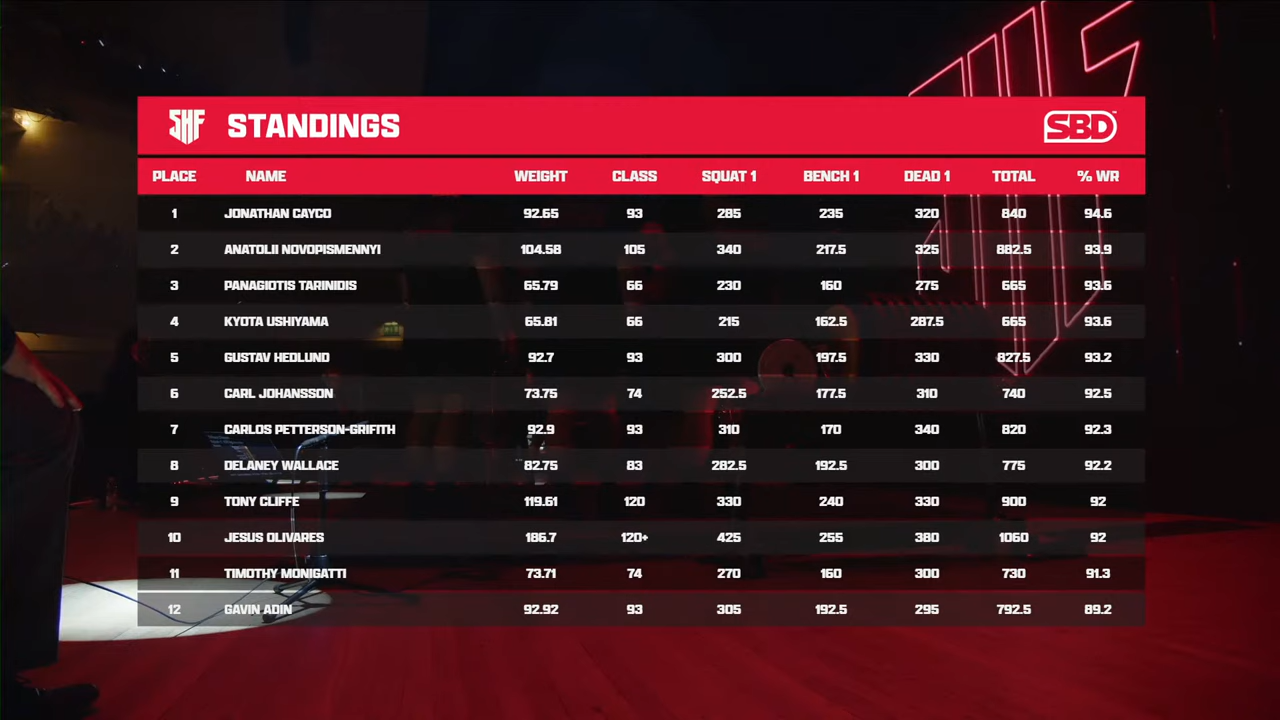 SHF STANDINGS SBD
PLACE NAME WEIGHT CLASS SQUAT 1 BENCH 1 DEAD 1 TOTAL % WR
1 JONATHAN CAYCO 92.65 93 285 235 320 840 94.6
2 ANATOLII NOVOPISMENNYI 104.58 105 340 217.5 325 882.5 93.9
3 PANAGIOTIS TARINIDIS 65.79 66 230 160 275 665 93.6
4 KYOTA USHIYAMA 65.81 66 215 162.5 287.5 665 93.6
5 GUSTAV HEDLUND 92.7 93 300 197.5 330 827.5 93.2
6 CARL JOHANSSON 73.75 74 252.5 177.5 310 740 92.5
7 CARLOS PETTERSON-GRIFITH 92.9 93 310 170 340 820 92.3
8 DELANEY WALLACE 82.75 83 282.5 192.5 300 775 92.2
9 TONY CLIFFE 119.61 120 330 240 330 900 92
10 JESUS OLIVARES 186.7 120+ 425 255 380 1060 92
11 TIMOTHY MONIGATTI 73.71 74 270 160 300 730 91.3
12 GAVIN ADIN 92.92 93 305 192.5 295 792.5 89.2